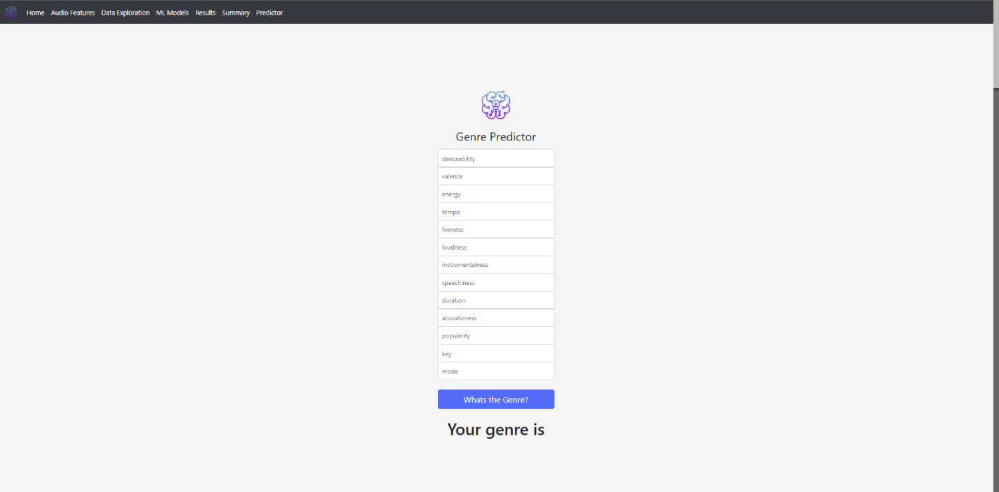 Home Audio Features Data Exploration ML Models Results Summary Predictor
Genre Predictor
danceability
valence
energy
tempo
liveness
loudness
instrumentalness
speechiness
duration
acousticness
popularity
key
mode
Whats the Genre?
Your genre is